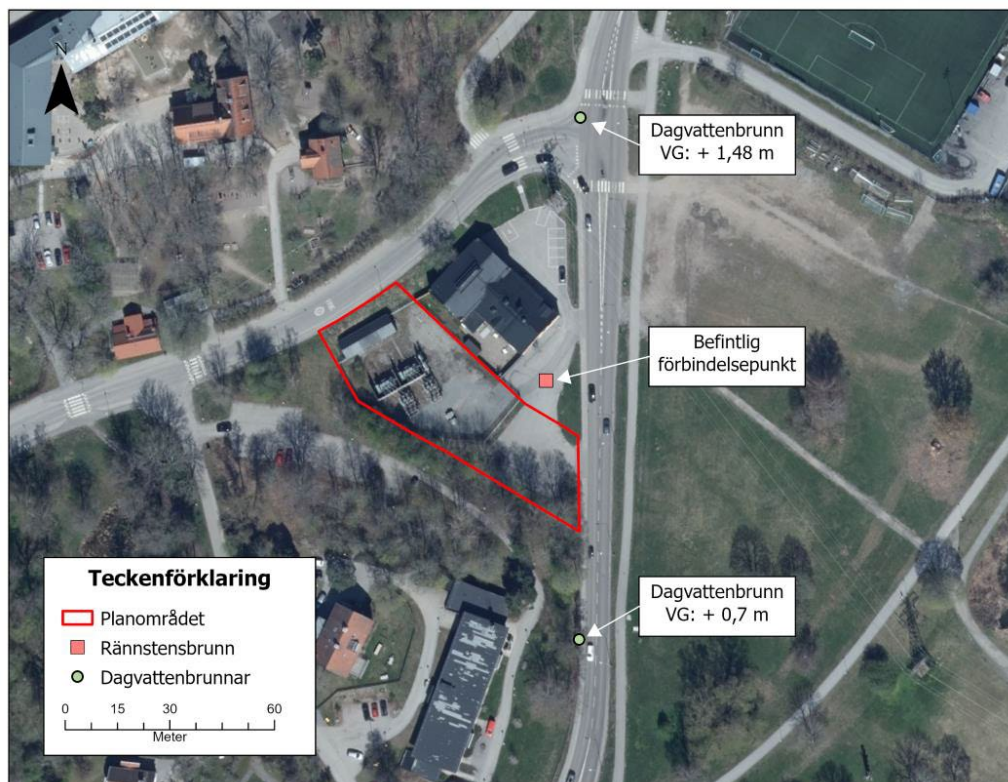 N
Dagvattenbrunn
VG: + 1,48 m
Befintlig
förbindelsepunkt
Dagvattenbrunn
VG: + 0,7 m
Teckenförklaring
Planområdet
Rännstensbrunn
Dagvattenbrunnar
0 15 30 60
Meter